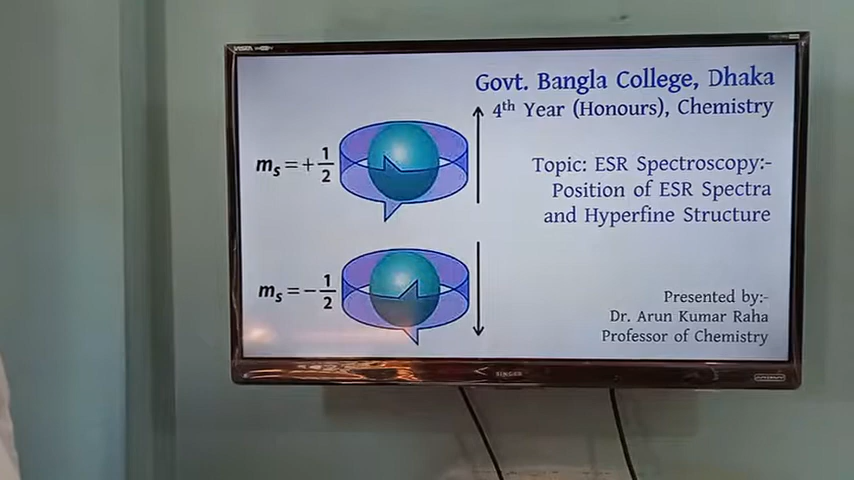 Govt. Bangla College, Dhaka
4th Year (Honours), Chemistry
ms=+1/2
Topic: ESR Spectroscopy:-
Position of ESR Spectra
and Hyperfine Structure
ms=-1/2
Presented by:-
Dr. Arun Kumar Raha
Professor of Chemistry
SINGER